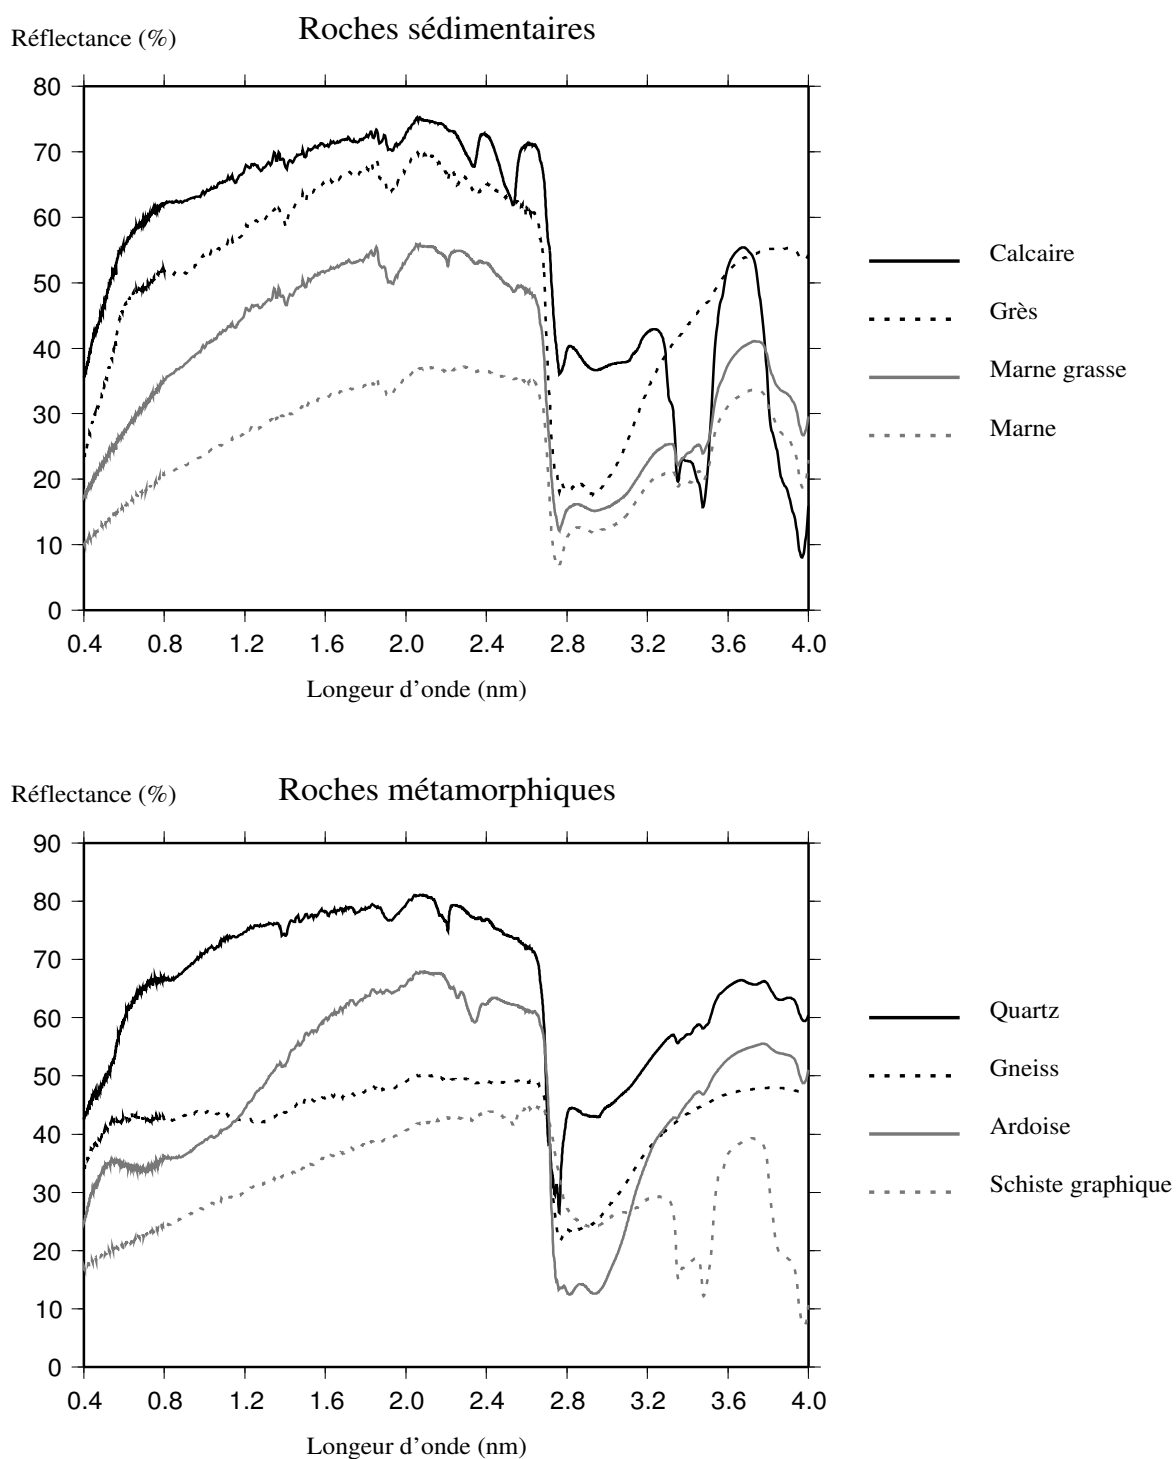 Roches sédimentaires
Réflectance (%)
80
70
60
50
40
30
20
10
0
0.4 0.8 1.2 1.6 2.0 2.4 2.8 3.2 3.6 4.0
Longeur d'onde (nm)
Calcaire
Grès
Marne grasse
Marne
Roches métamorphiques
Réflectance (%)
90
80
70
60
50
40
30
20
10
0
0.4 0.8 1.2 1.6 2.0 2.4 2.8 3.2 3.6 4.0
Longeur d'onde (nm)
Quartz
Gneiss
Ardoise
Schiste graphique